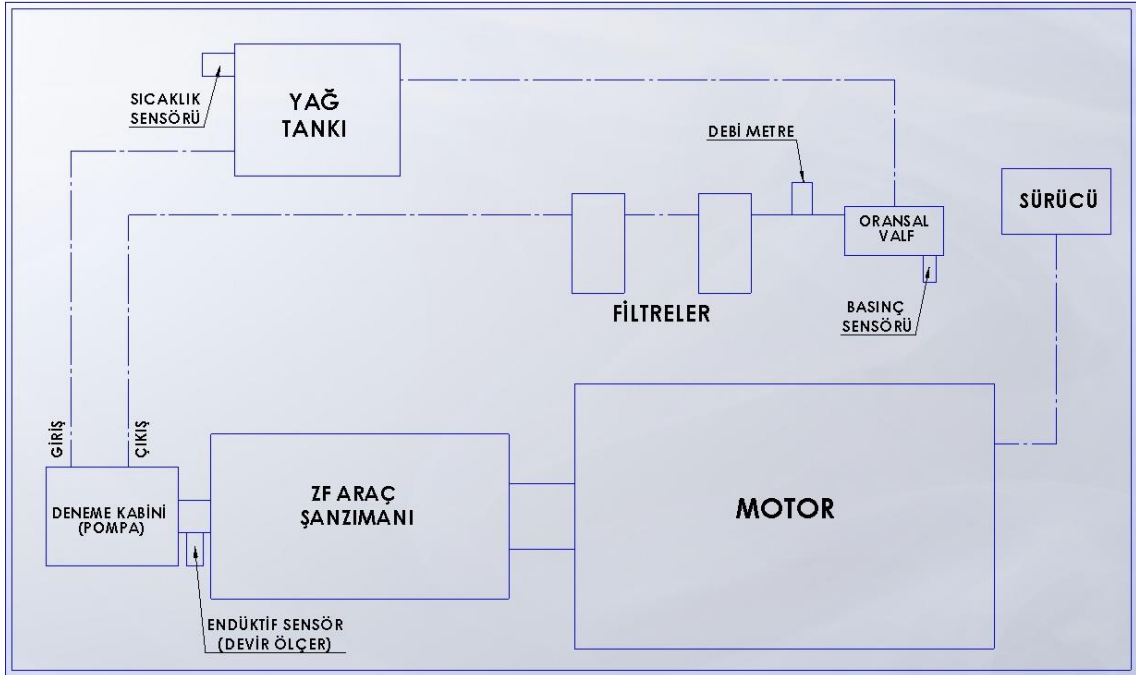 SICAKLIK
SENSÖRÜ
YAĞ
TANKI
DEBİ METRE
SÜRÜCÜ
ORANSAL
VALF
FİLTRELER
BASINÇ
SENSÖRÜ
GİRİŞ
ÇIKIŞ
DENEME KABİNİ
(POMPA)
ZF ARAÇ
ŞANZIMANI
MOTOR
ENDÜKTİF SENSÖR
(DEVİR ÖLÇER)